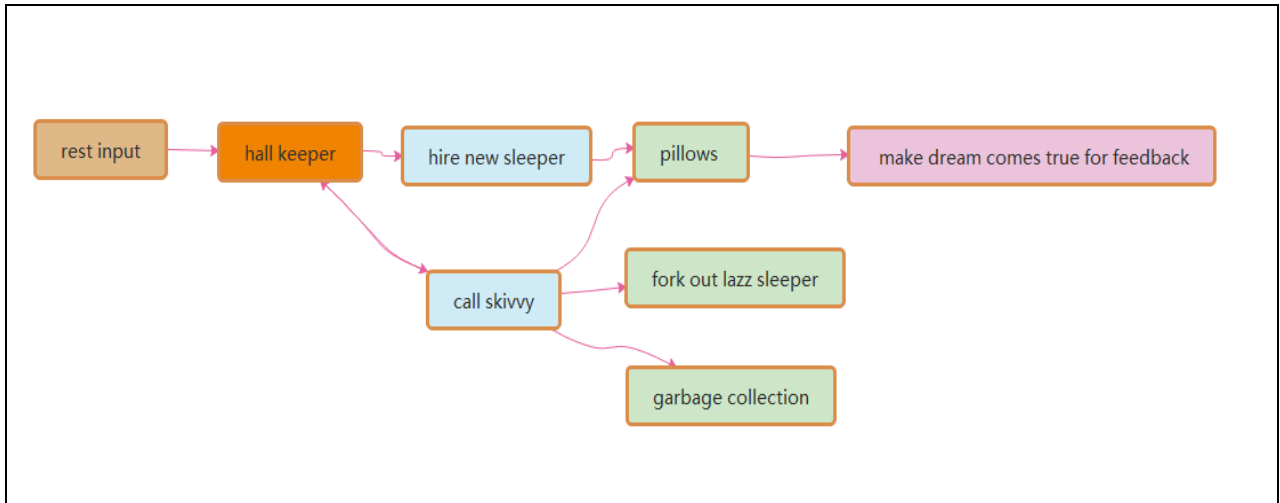 rest input
hall keeper
hire new sleeper
pillows
make dream comes true for feedback
call skivvy
fork out lazz sleeper
garbage collection